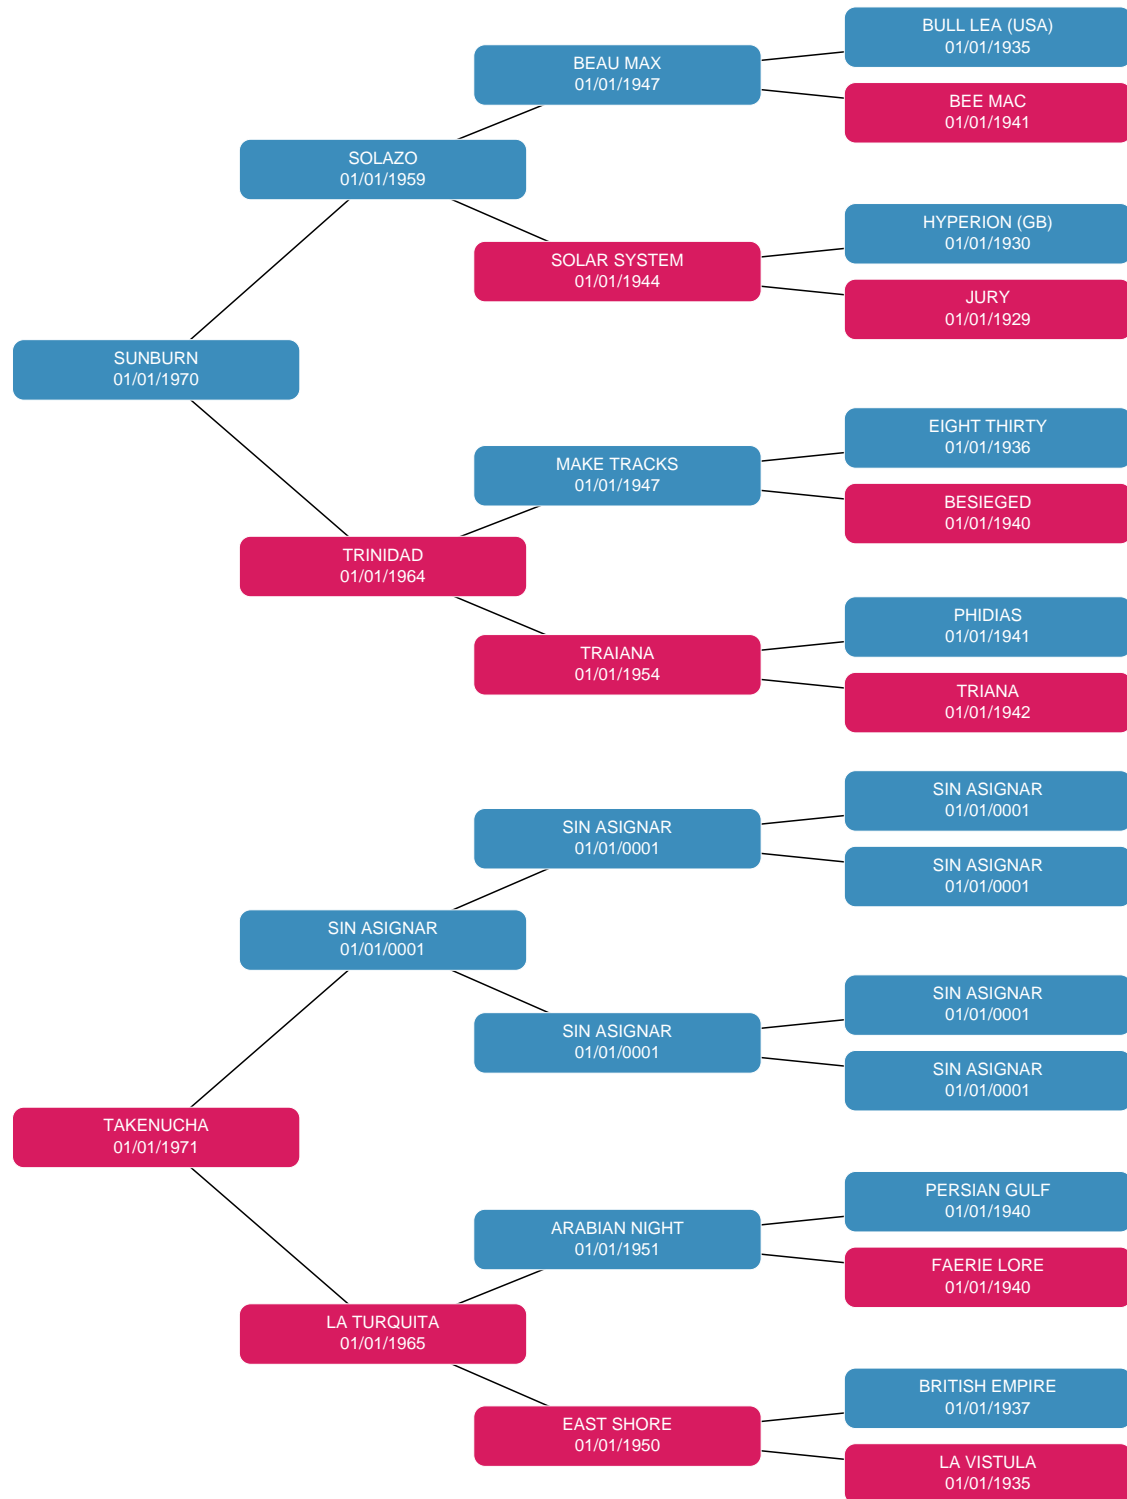 BULL LEA (USA)
01/01/1935
BEAU MAX
01/01/1947
BEE MAC
01/01/1941
SOLAZO
01/01/1959
HYPERION (GB)
01/01/1930
SOLAR SYSTEM
01/01/1944
JURY
01/01/1929
SUNBURN
01/01/1970
EIGHT THIRTY
01/01/1936
MAKE TRACKS
01/01/1947
BESIEGED
01/01/1940
TRINIDAD
01/01/1964
PHIDIAS
01/01/1941
TRAIANA
01/01/1954
TRIANA
01/01/1942
SIN ASIGNAR
01/01/0001
SIN ASIGNAR
01/01/0001
SIN ASIGNAR
01/01/0001
SIN ASIGNAR
01/01/0001
SIN ASIGNAR
01/01/0001
SIN ASIGNAR
01/01/0001
SIN ASIGNAR
01/01/0001
TAKENUCHA
01/01/1971
PERSIAN GULF
01/01/1940
ARABIAN NIGHT
01/01/1951
FAERIE LORE
01/01/1940
LA TURQUITA
01/01/1965
BRITISH EMPIRE
01/01/1937
EAST SHORE
01/01/1950
LA VISTULA
01/01/1935